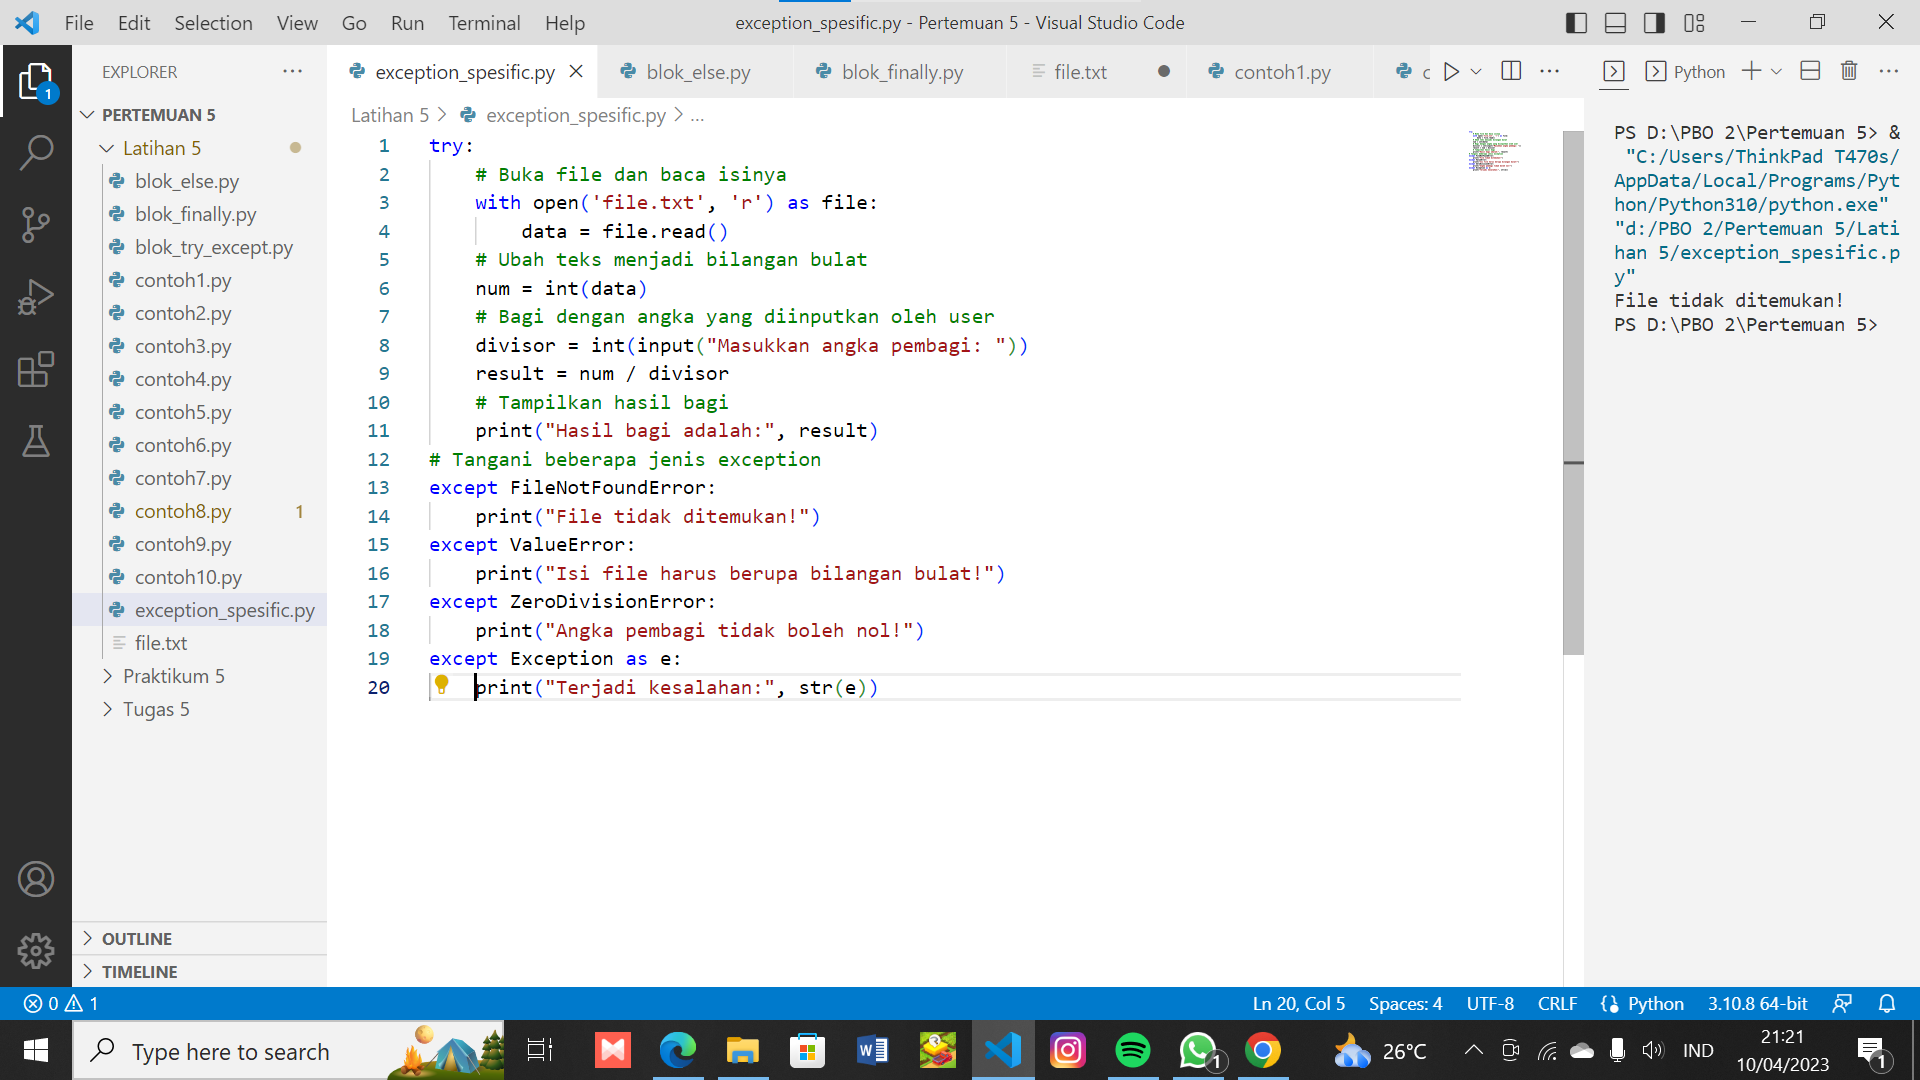 File Edit Selection View Go Run Terminal Help
exception_spesific.py - Pertemuan 5 - Visual Studio Code
EXPLORER
1
PERTEMUAN 5
Latihan 5
blok_else.py
blok_finally.py
blok_try_except.py
contoh1.py
contoh2.py
contoh3.py
contoh4.py
contoh5.py
contoh6.py
contoh7.py
contoh8.py 1
contoh9.py
contoh10.py
exception_spesific.py
file.txt
Praktikum 5
Tugas 5
OUTLINE
TIMELINE
exception_spesific.py blok_else.py blok_finally.py file.txt contoh1.py c
Latihan 5 > exception_spesific.py > ...
1 try:
2     # Buka file dan baca isinya
3     with open('file.txt', 'r') as file:
4         data = file.read()
5     # Ubah teks menjadi bilangan bulat
6     num = int(data)
7     # Bagi dengan angka yang diinputkan oleh user
8     divisor = int(input("Masukkan angka pembagi: "))
9     result = num / divisor
10     # Tampilkan hasil bagi
11     print("Hasil bagi adalah:", result)
12 # Tangani beberapa jenis exception
13 except FileNotFoundError:
14     print("File tidak ditemukan!")
15 except ValueError:
16     print("Isi file harus berupa bilangan bulat!")
17 except ZeroDivisionError:
18     print("Angka pembagi tidak boleh nol!")
19 except Exception as e:
20     print("Terjadi kesalahan:", str(e))
Python
PS D:\PBO 2\Pertemuan 5> &
"C:/Users/ThinkPad T470s/
AppData/Local/Programs/Pyt
hon/Python310/python.exe"
"d:/PBO 2/Pertemuan 5/Lati
han 5/exception_spesific.p
y"
File tidak ditemukan!
PS D:\PBO 2\Pertemuan 5>
0 1
Ln 20, Col 5 Spaces: 4 UTF-8 CRLF Python 3.10.8 64-bit
Type here to search
1
26°C
IND
21:21
10/04/2023
1